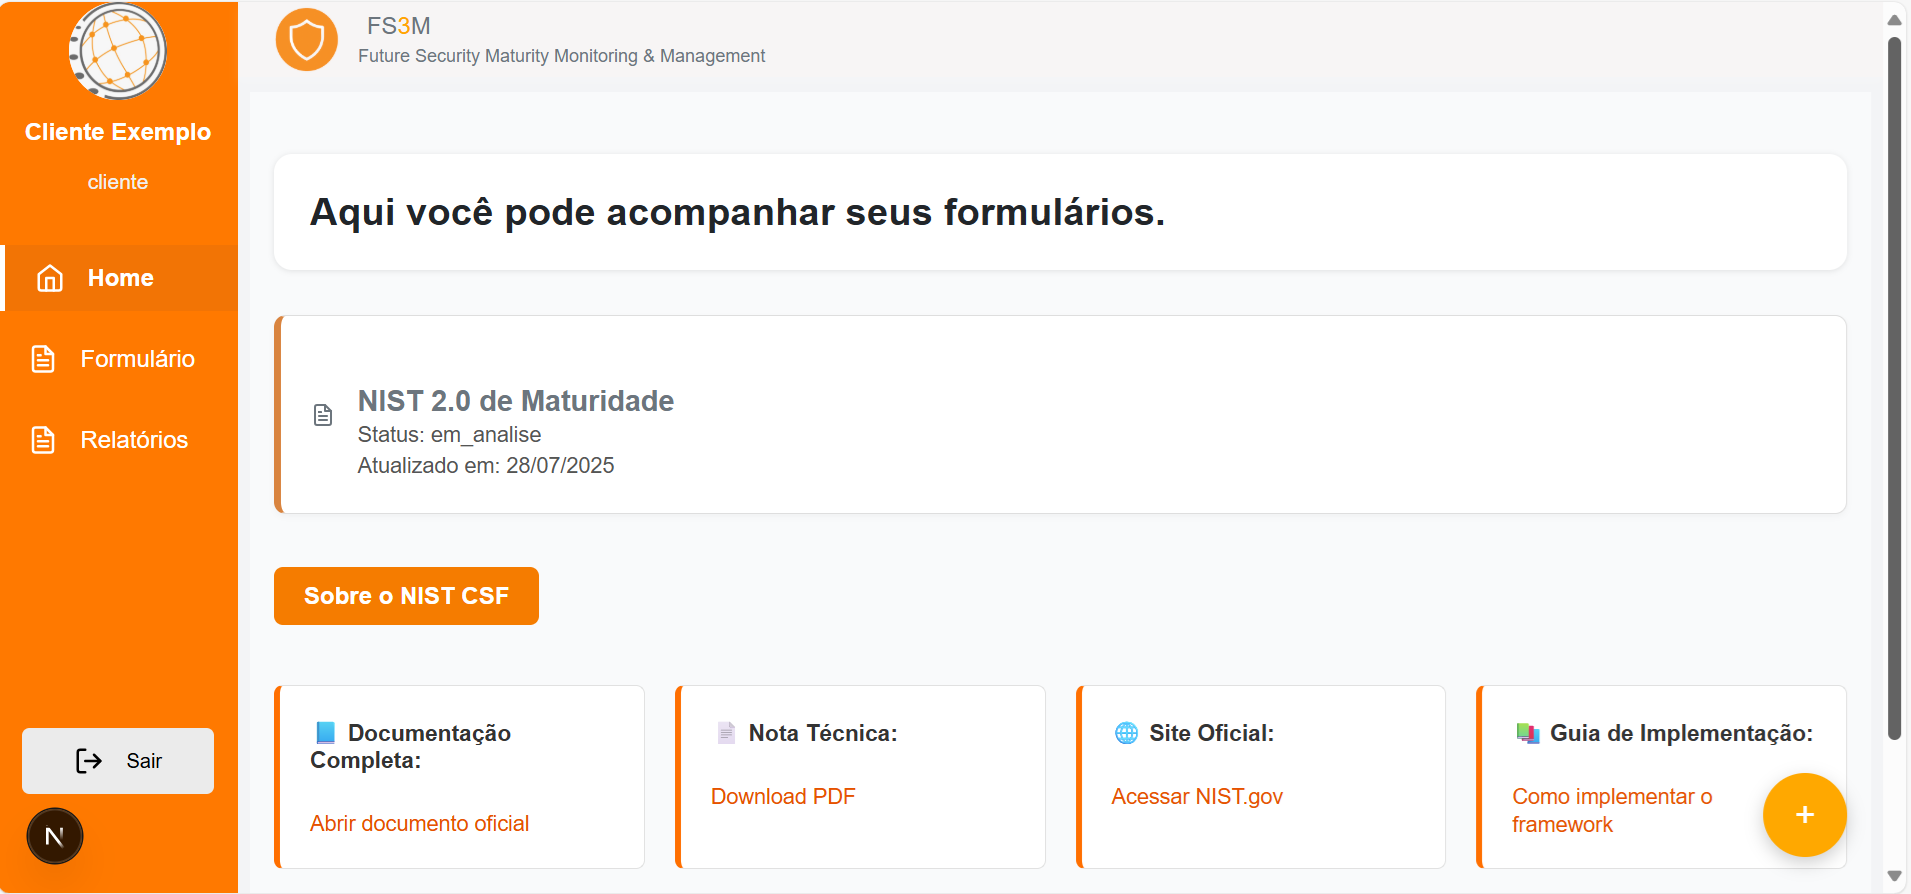 Cliente Exemplo
cliente
Home
Formulário
Relatórios
Sair
N
FS3M
Future Security Maturity Monitoring & Management
Aqui você pode acompanhar seus formulários.
NIST 2.0 de Maturidade
Status: em_analise
Atualizado em: 28/07/2025
Sobre o NIST CSF
Documentação
Completa:
Abrir documento oficial
Nota Técnica:
Download PDF
Site Oficial:
Acessar NIST.gov
Guia de Implementação:
Como implementar o
framework
+